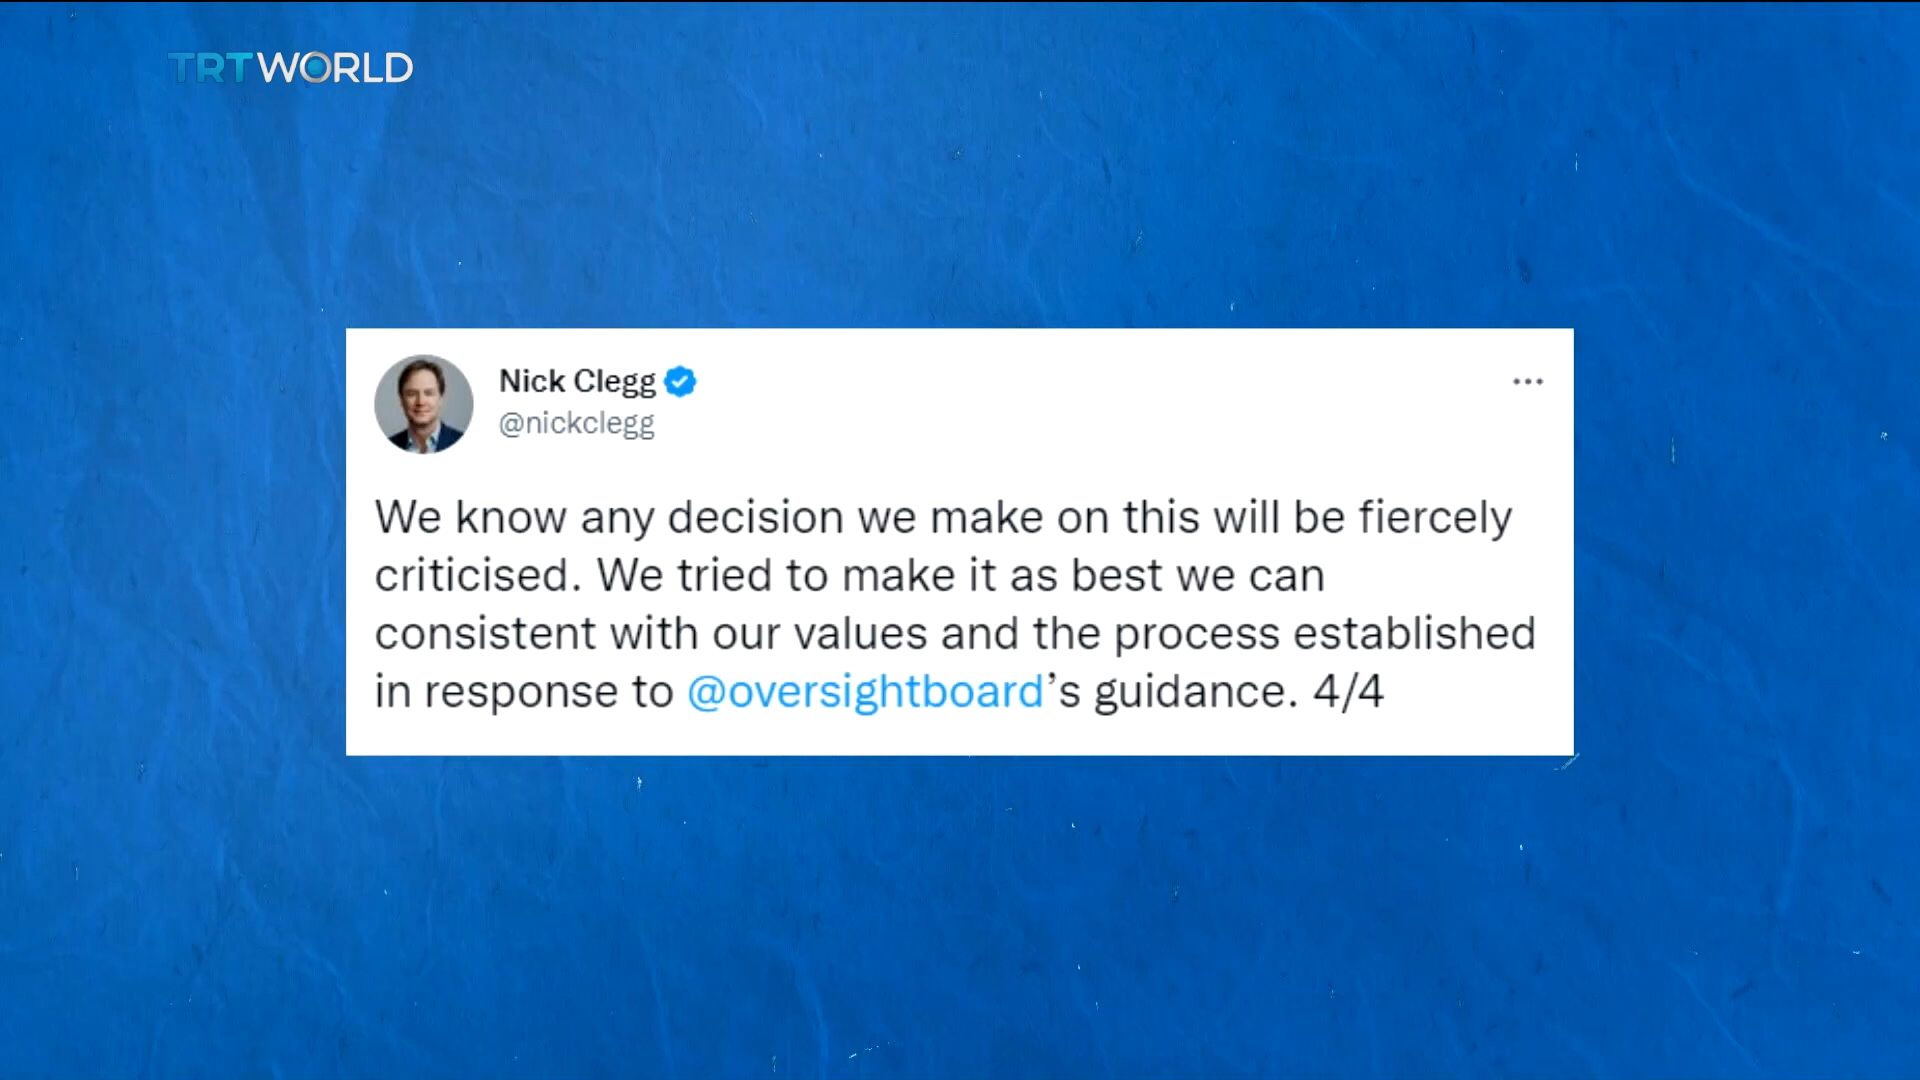 TRT WORLD
Nick Clegg
@nickclegg
We know any decision we make on this will be fiercely
criticised. We tried to make it as best we can
consistent with our values and the process established
in response to @oversightboard’s guidance. 4/4